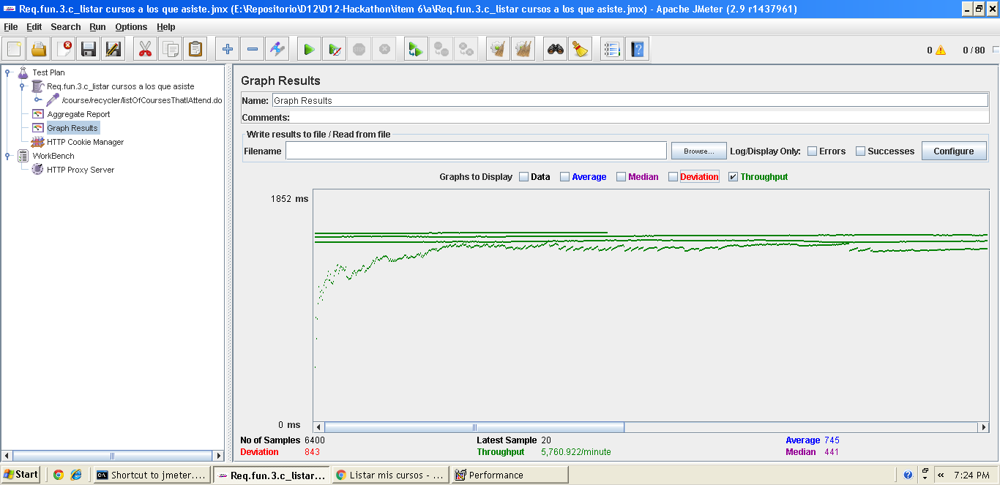 Req.fun.3.c_listar cursos a los que asiste.jmx (E:\Repositorio\D12\D12-Hackathon\item 6\a\Req.fun.3.c_listar cursos a los que asiste.jmx) - Apache JMeter (2.9 r1437961)
File Edit Search Run Options Help
0 0 / 80
Test Plan
Req.fun.3.c_listar cursos a los que asiste
/course/recycler/listOfCoursesThatIAttend.do
Aggregate Report
Graph Results
HTTP Cookie Manager
WorkBench
HTTP Proxy Server
Graph Results
Name: Graph Results
Comments:
Write results to file / Read from file
Filename Browse... Log/Display Only: Errors Successes Configure
Graphs to Display Data Average Median Deviation Throughput
1852 ms
0 ms
No of Samples 6400 Latest Sample 20 Average 745
Deviation 843 Throughput 5,760.922/minute Median 441
Start Shortcut to jmeter.... Req.fun.3.c_listar... Listar mis cursos - ... Performance « 7:24 PM